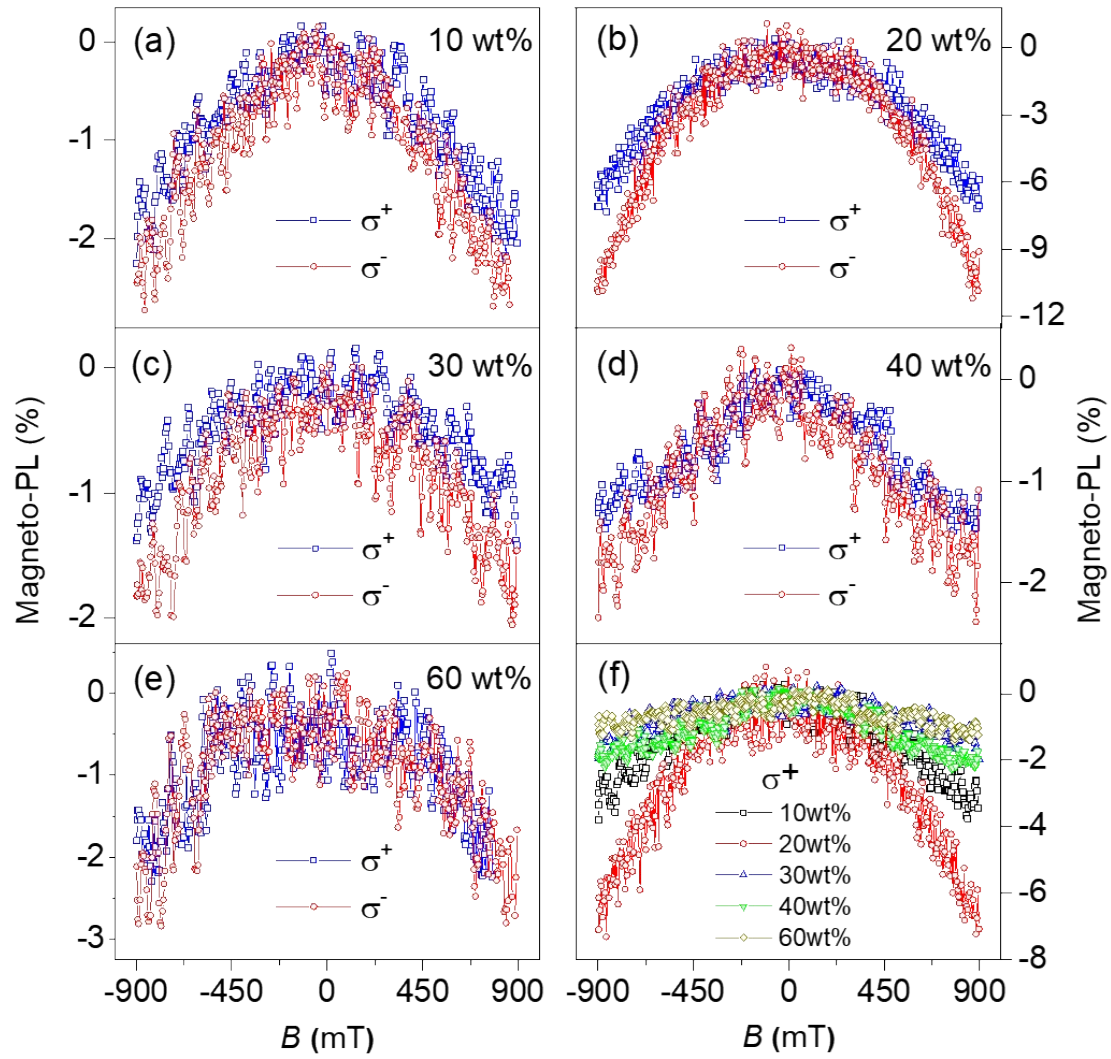 (a) 10 wt%
0
-1
-2
σ+
σ-
(b) 20 wt%
0
-3
-6
-9
-12
σ+
σ-
(c) 30 wt%
0
-1
-2
σ+
σ-
(d) 40 wt%
0
-1
-2
σ+
σ-
(e) 60 wt%
0
-1
-2
-3
σ+
σ-
(f)
0
-2
-4
-6
-8
σ+
10wt%
20wt%
30wt%
40wt%
60wt%
Magneto-PL (%)
Magneto-PL (%)
-900 -450 0 450 900
-900 -450 0 450 900
B (mT)
B (mT)